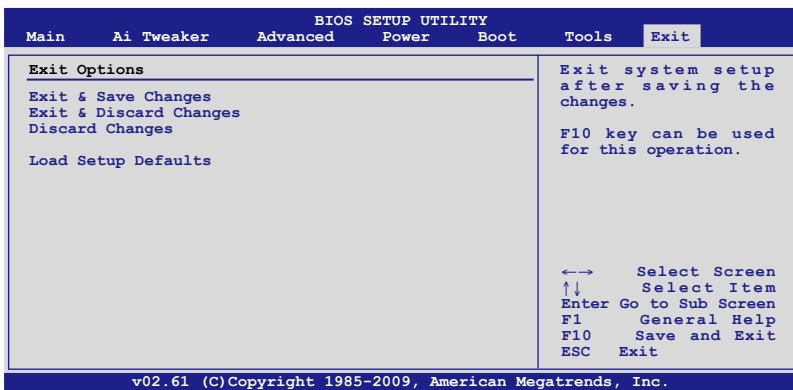 BIOS SETUP UTILITY
Main Ai Tweaker Advanced Power Boot Tools Exit
Exit Options
Exit & Save Changes
Exit & Discard Changes
Discard Changes
Load Setup Defaults
Exit system setup
after saving the
changes.
F10 key can be used
for this operation.
←→ Select Screen
↑↓ Select Item
Enter Go to Sub Screen
F1 General Help
F10 Save and Exit
ESC Exit
v02.61 (C)Copyright 1985-2009, American Megatrends, Inc.